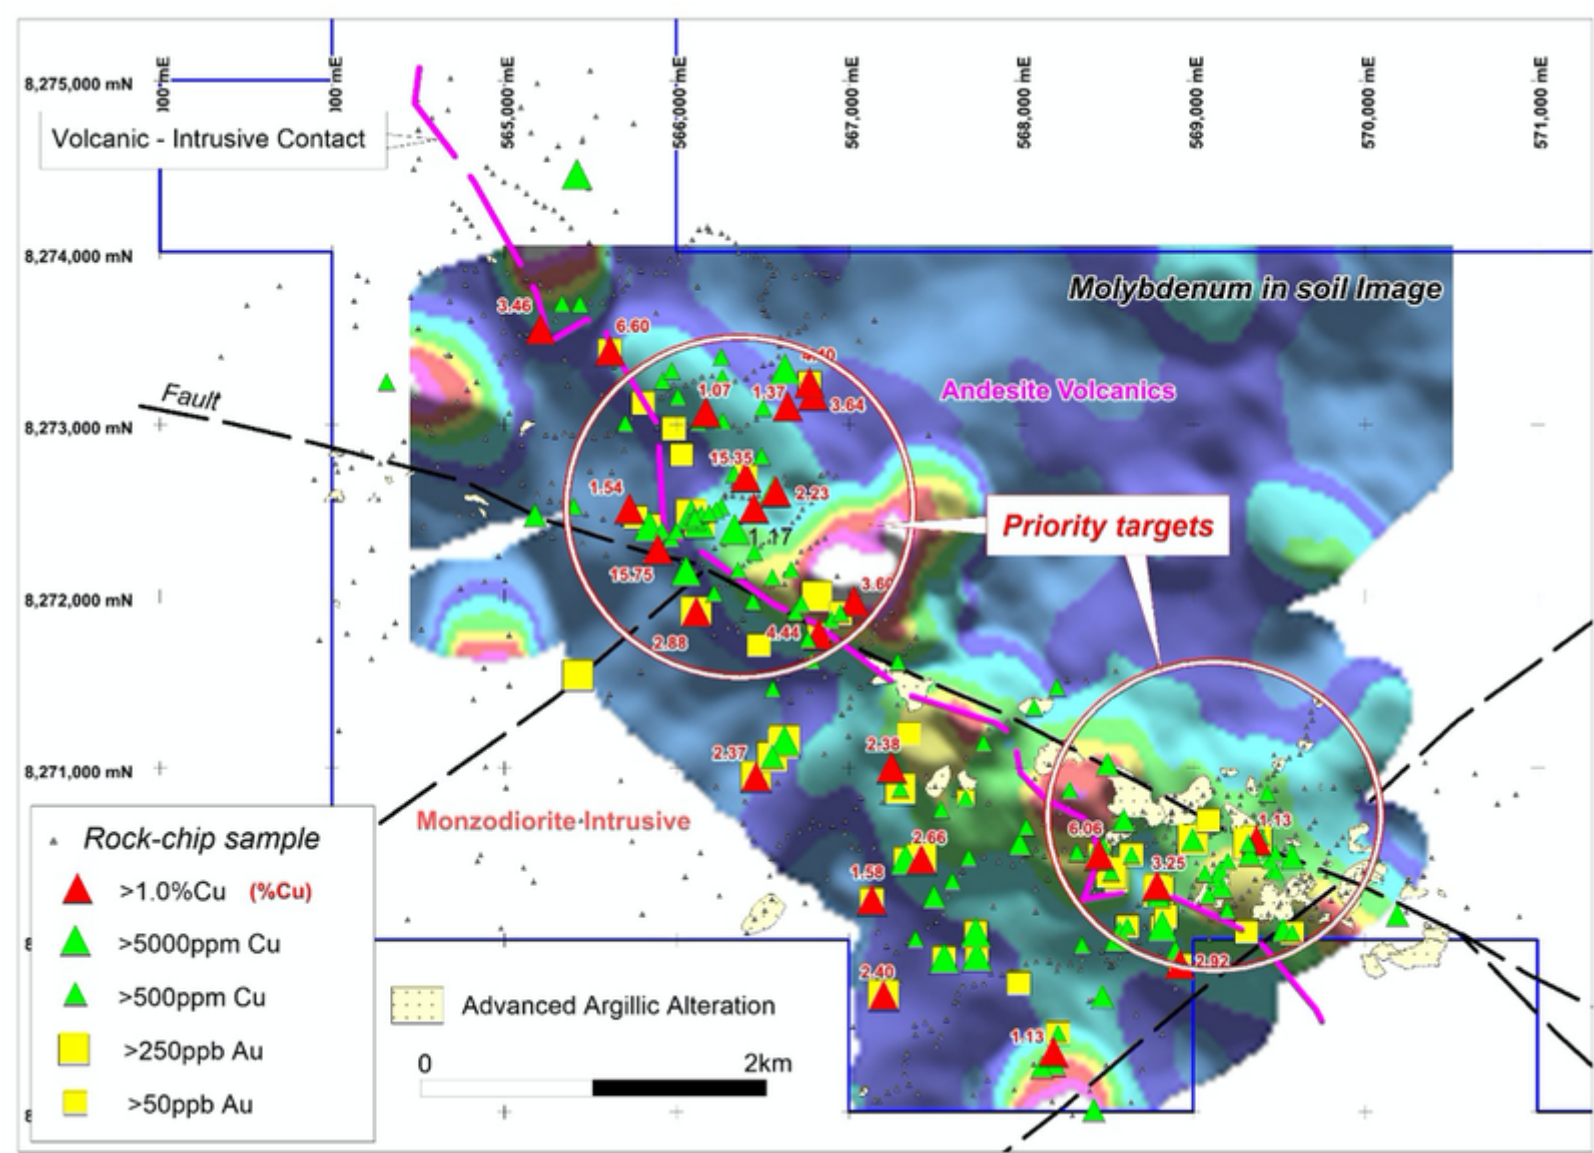 00 mE
00 mE
565,000 mE
566,000 mE
567,000 mE
568,000 mE
569,000 mE
570,000 mE
571,000 mE
8,275,000 mN
Volcanic - Intrusive Contact
8,274,000 mN
Molybdenum in soil Image
3.46
6.60
Fault
1.07
1.37
4.40
3.64
Andesite Volcanics
8,273,000 mN
15.35
1.54
2.23
1.17
Priority targets
15.75
8,272,000 mN
3.60
2.88
4.44
2.37
2.38
8,271,000 mN
Monzodiorite Intrusive
6.06
1.13
2.66
3.25
1.58
2.92
2.40
1.13
Rock-chip sample
>1.0%Cu (%Cu)
>5000ppm Cu
>500ppm Cu
>250ppb Au
>50ppb Au
Advanced Argillic Alteration
0 2km